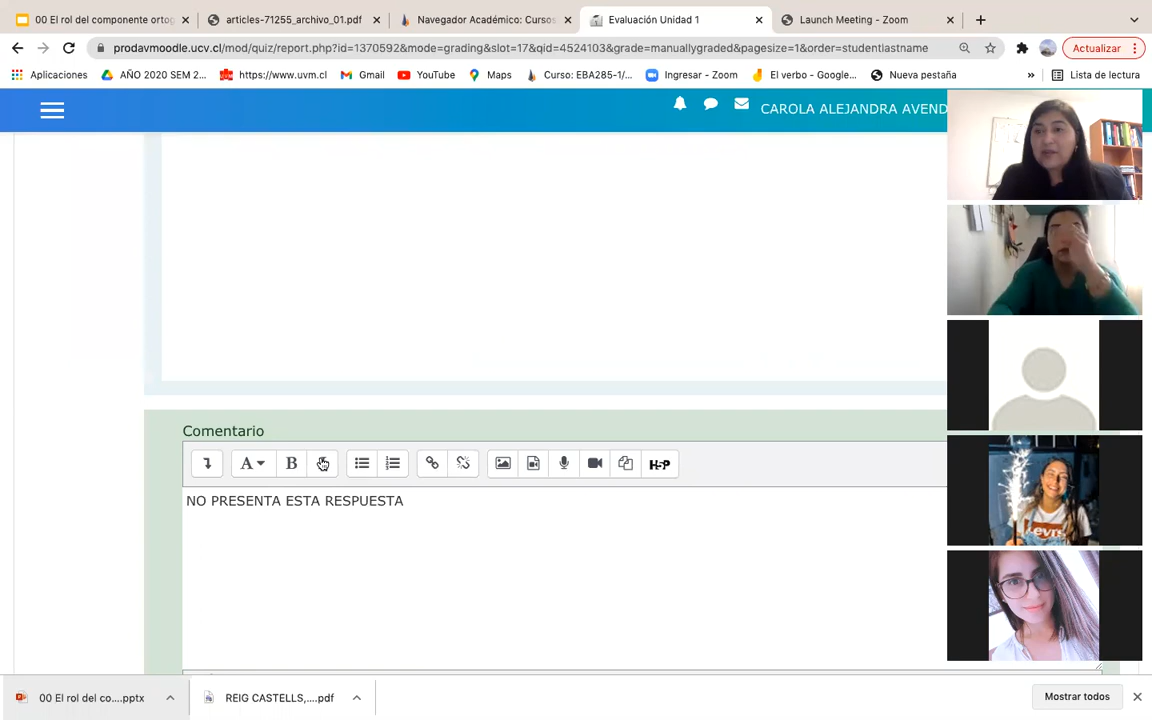 00 El rol del componente ortog
articles-71255_archivo_01.pdf
Navegador Académico: Cursos
Evaluación Unidad 1
Launch Meeting - Zoom
prodavmoodle.ucv.cl/mod/quiz/report.php?id=1370592&mode=grading&slot=17&qid=4524103&grade=manuallygraded&pagesize=1&order=studentlastname
Actualizar
Aplicaciones
AÑO 2020 SEM 2...
https://www.uvm.cl
Gmail
YouTube
Maps
Curso: EBA285-1/...
Ingresar - Zoom
El verbo - Google...
Nueva pestaña
»
Lista de lectura
CAROLA ALEJANDRA AVEND
Comentario
A B H5P
NO PRESENTA ESTA RESPUESTA
Levi's
00 El rol del co....pptx
REIG CASTELLS,....pdf
Mostrar todos